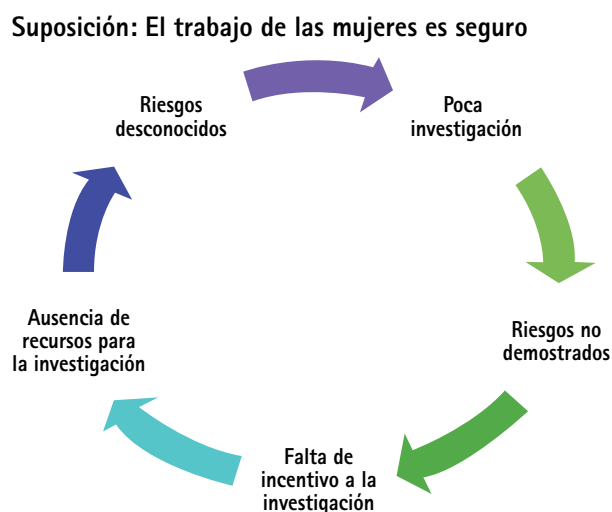 Suposición: El trabajo de las mujeres es seguro
Riesgos
desconocidos
Poca
investigación
Riesgos no
demostrados
Falta de
incentivo a la
investigación
Ausencia de
recursos para
la investigación